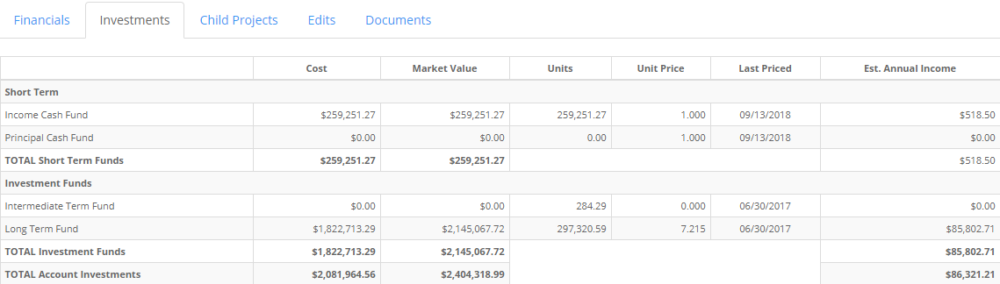 Financials Investments Child Projects Edits Documents
Cost Market Value Units Unit Price Last Priced Est. Annual Income
Short Term
Income Cash Fund $259,251.27 $259,251.27 259,251.27 1.000 09/13/2018 $518.50
Principal Cash Fund $0.00 $0.00 0.00 1.000 09/13/2018 $0.00
TOTAL Short Term Funds $259,251.27 $259,251.27 $518.50
Investment Funds
Intermediate Term Fund $0.00 $0.00 284.29 0.000 06/30/2017 $0.00
Long Term Fund $1,822,713.29 $2,145,067.72 297,320.59 7.215 06/30/2017 $85,802.71
TOTAL Investment Funds $1,822,713.29 $2,145,067.72 $85,802.71
TOTAL Account Investments $2,081,964.56 $2,404,318.99 $86,321.21